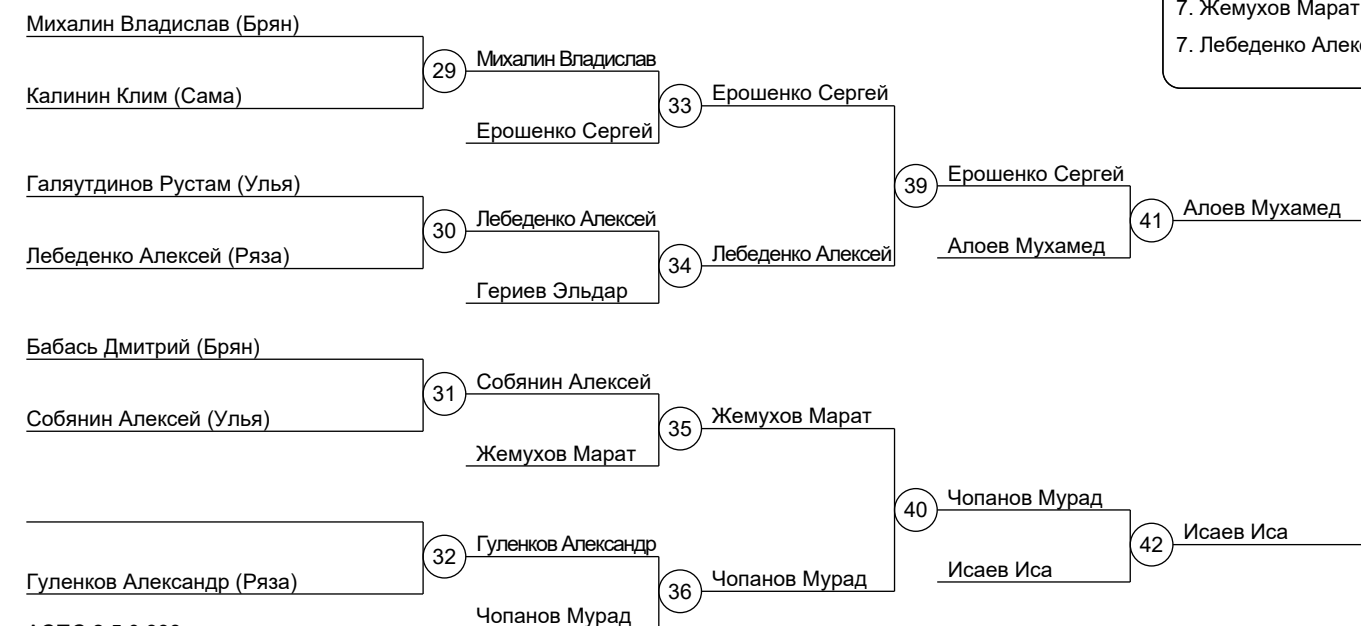 7. Жемухов Марат
7. Лебеденко
Михалин Владислав (Брян)
29
Михалин Владислав
Калинин Клим (Сама)
33
Ерошенко Сергей
Ерошенко Сергей
Галяутдинов Рустам (Улья)
39
Ерошенко Сергей
30
Лебеденко Алексей
41
Алоев Мухамед
Лебеденко Алексей (Ряза)
34
Лебеденко Алексей
Алоев Мухамед
Гериев Эльдар
Бабась Дмитрий (Брян)
31
Собянин Алексей
Собянин Алексей (Улья)
35
Жемухов Марат
Жемухов Марат
40
Чопанов Мурад
32
Гуленков Александр
42
Исаев Иса
Гуленков Александр (Ряза)
36
Чопанов Мурад
Исаев Иса
Чопанов Мурад